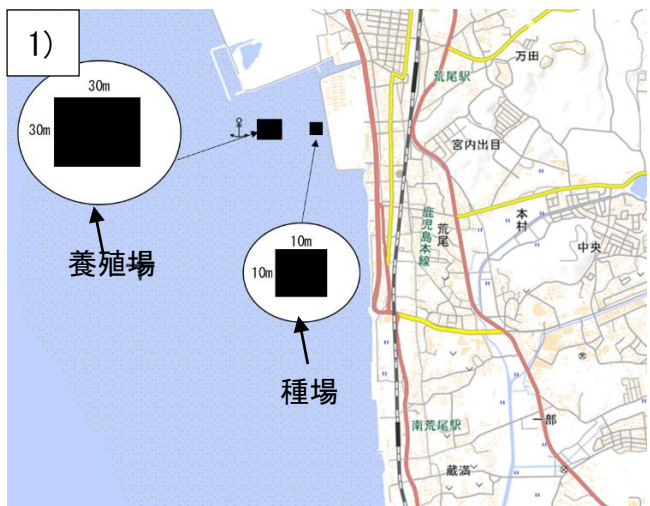 1)
30m
30m
養殖場
10m
10m
種場
荒尾駅
万田
宮内出目
本村
荒尾
鹿児島本線
中央
南荒尾駅
一部
蔵満